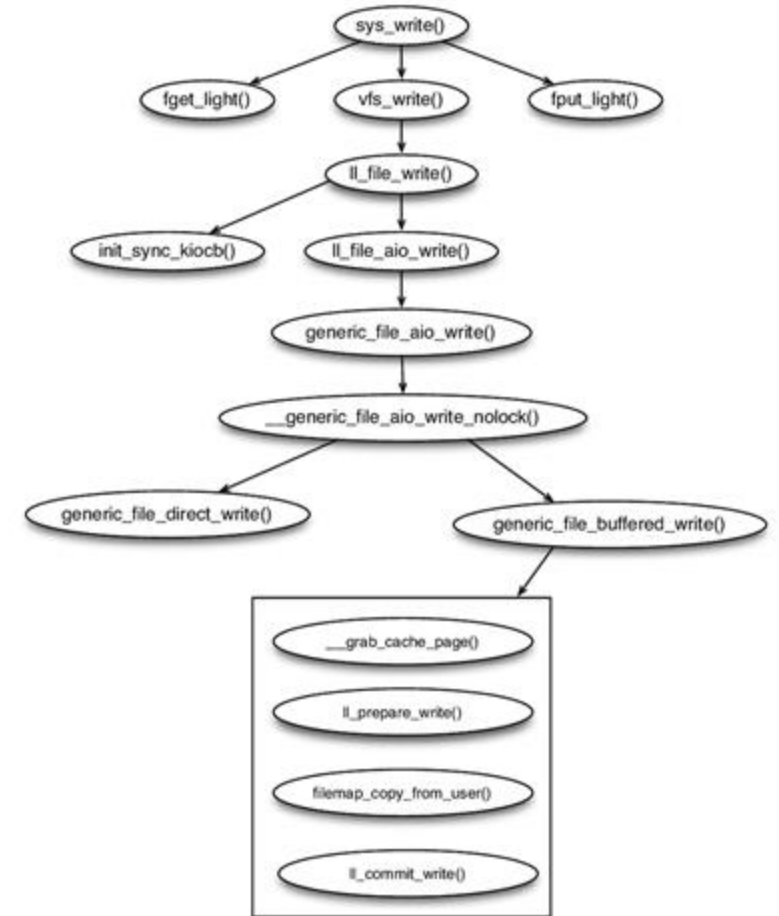 sys_write()
fget_light()
vfs_write()
fput_light()
ll_file_write()
init_sync_kiocb()
ll_file_aio_write()
generic_file_aio_write()
__generic_file_aio_write_nolock()
generic_file_direct_write()
generic_file_buffered_write()
__grab_cache_page()
ll_prepare_write()
filemap_copy_from_user()
ll_commit_write()